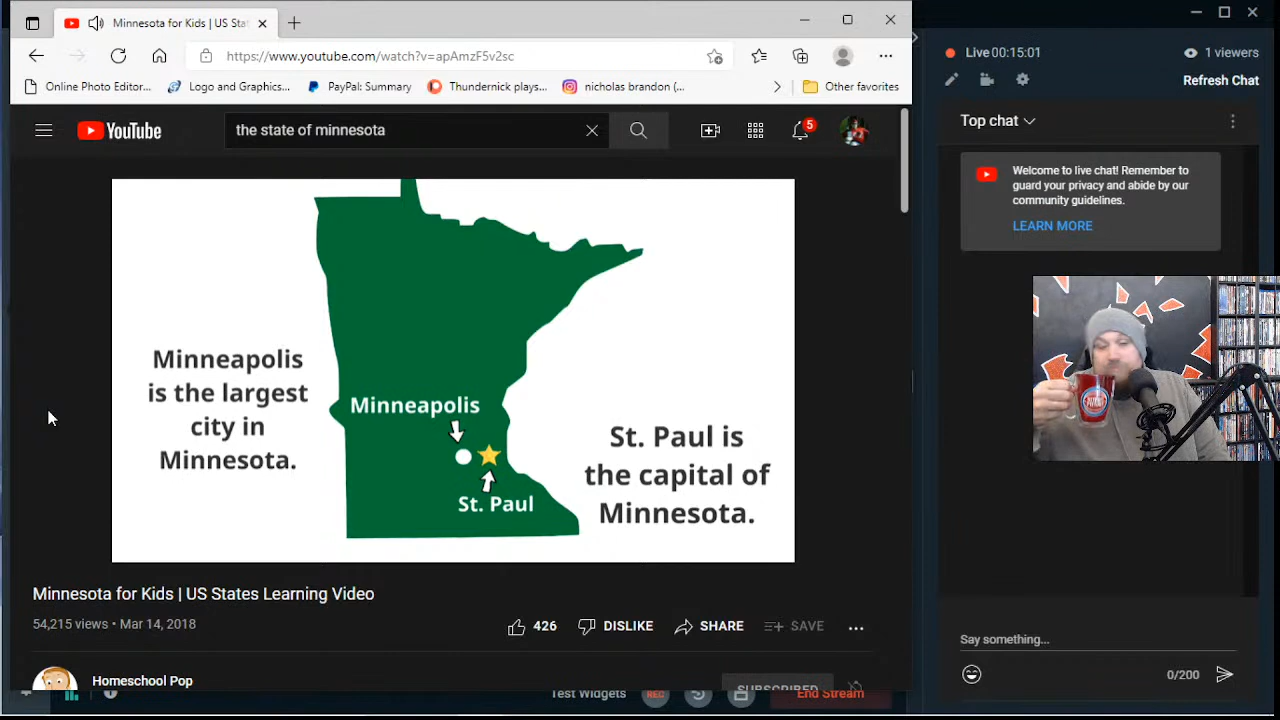 Minnesota for Kids | US Stat
https://www.youtube.com/watch?v=apAmzF5v2sc
Online Photo Editor...
Logo and Graphics...
PayPal: Summary
Thundernick plays...
nicholas brandon (...
Other favorites
YouTube
the state of minnesota
5
Minneapolis
is the largest
city in
Minnesota.
Minneapolis
St. Paul
St. Paul is
the capital of
Minnesota.
Minnesota for Kids | US States Learning Video
54,215 views • Mar 14, 2018
426
DISLIKE
SHARE
SAVE
Homeschool Pop
SUBSCRIBED
Test Widgets
REC
End Stream
Live 00:15:01
1 viewers
Refresh Chat
Top chat
Welcome to live chat! Remember to
guard your privacy and abide by our
community guidelines.
LEARN MORE
Say something...
0/200